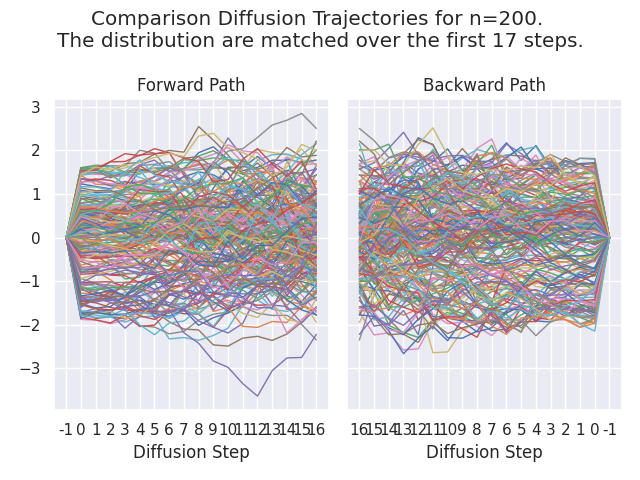 Comparison Diffusion Trajectories for n=200.
The distribution are matched over the first 17 steps.
Forward Path
Backward Path
3
2
1
0
−1
−2
−3
-1 0 1 2 3 4 5 6 7 8 9 10 11 12 13 14 15 16
16 15 14 13 12 11 10 9 8 7 6 5 4 3 2 1 0 -1
Diffusion Step
Diffusion Step